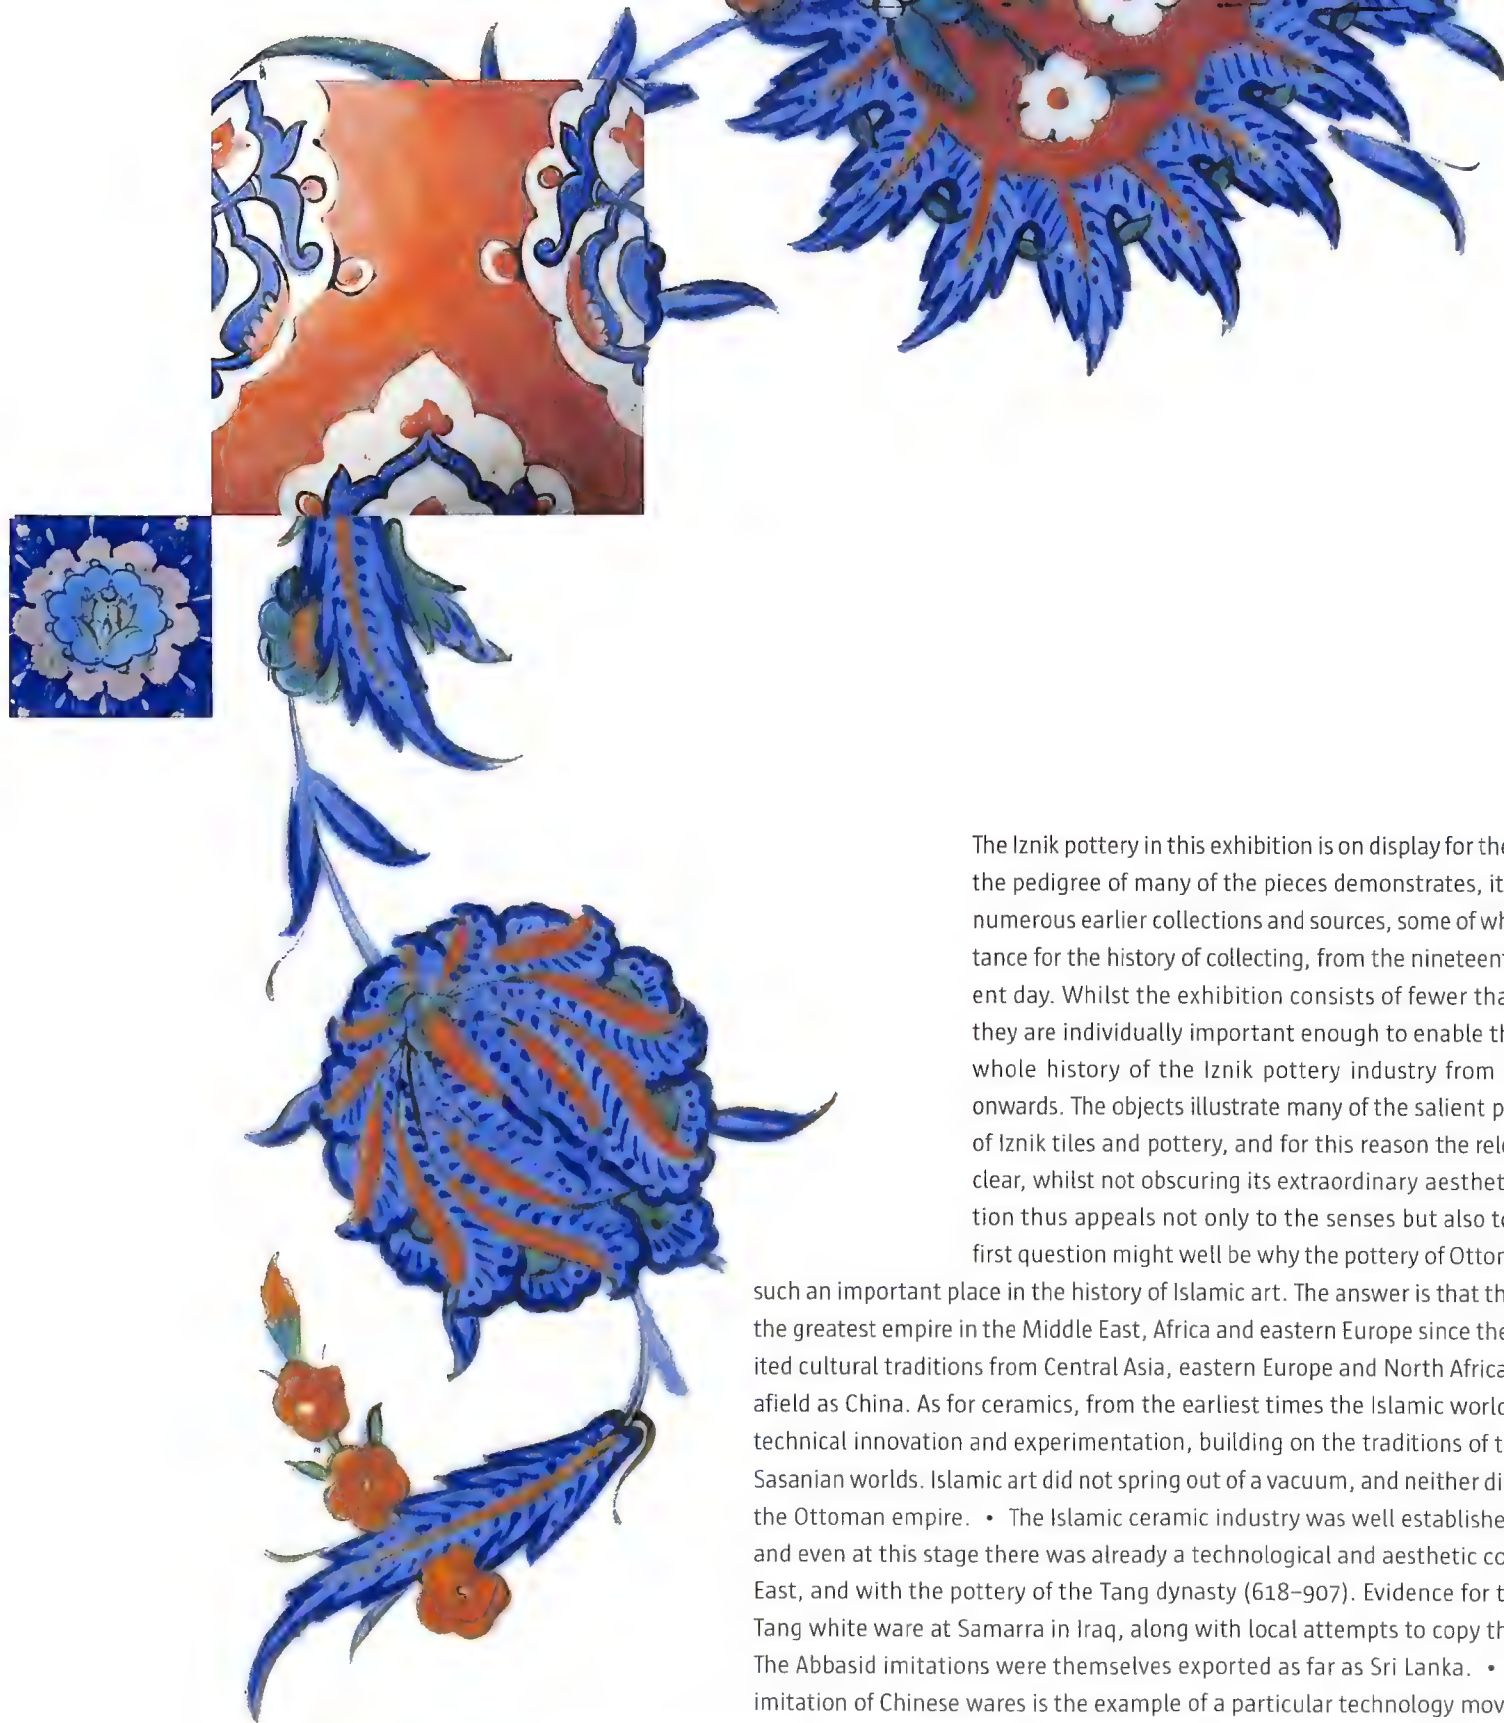 The Iznik pottery in this exhibition is on display for the
the pedigree of many of the pieces demonstrates, it
numerous earlier collections and sources, some of wh
tance for the history of collecting, from the nineteent
ent day. Whilst the exhibition consists of fewer tha
they are individually important enough to enable th
whole history of the Iznik pottery industry from
onwards. The objects illustrate many of the salient p
of Iznik tiles and pottery, and for this reason the rel
clear, whilst not obscuring its extraordinary aesthet
tion thus appeals not only to the senses but also to
first question might well be why the pottery of Ottor
such an important place in the history of Islamic art. The answer is that th
the greatest empire in the Middle East, Africa and eastern Europe since the
ited cultural traditions from Central Asia, eastern Europe and North Africa
afield as China. As for ceramics, from the earliest times the Islamic world
technical innovation and experimentation, building on the traditions of t
Sasanian worlds. Islamic art did not spring out of a vacuum, and neither di
the Ottoman empire. • The Islamic ceramic industry was well establishe
and even at this stage there was already a technological and aesthetic co
East, and with the pottery of the Tang dynasty (618–907). Evidence for t
Tang white ware at Samarra in Iraq, along with local attempts to copy th
The Abbasid imitations were themselves exported as far as Sri Lanka. •
imitation of Chinese wares is the example of a particular technology mov